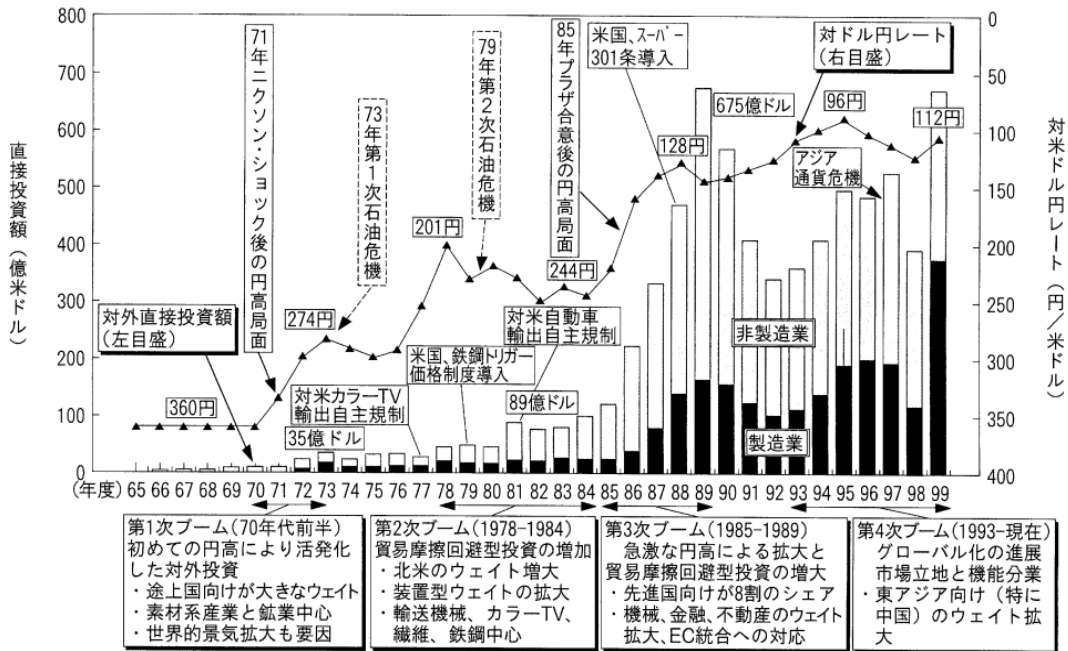 直接投資額（億米ドル）
800
700
600
500
400
300
200
100
0
対米ドル円レート（円／米ドル）
0
50
100
150
200
250
300
350
400
71年ニクソン・ショック後の円高局面
73年第1次石油危機
79年第2次石油危機
85年プラザ合意後の円高局面
米国、スーパー
301条導入
対ドル円レート
（右目盛）
675億ドル
96円
112円
128円
アジア
通貨危機
201円
244円
274円
対外直接投資額
（左目盛）
360円
対米自動車
輸出自主規制
米国、鉄鋼トリガー
価格制度導入
対米カラーTV
輸出自主規制
35億ドル
89億ドル
非製造業
製造業
（年度）65 66 67 68 69 70 71 72 73 74 75 76 77 78 79 80 81 82 83 84 85 86 87 88 89 90 91 92 93 94 95 96 97 98 99
第1次ブーム(70年代前半)
初めての円高により活発化
した対外投資
・途上国向けが大きなウェイト
・素材系産業と鉱業中心
・世界的景気拡大も要因
第2次ブーム(1978-1984)
貿易摩擦回避型投資の増加
・北米のウェイト増大
・装置型ウェイトの拡大
・輸送機械、カラーTV、
繊維、鉄鋼中心
第3次ブーム(1985-1989)
急激な円高による拡大と
貿易摩擦回避型投資の増大
・先進国向けが8割のシェア
・機械、金融、不動産のウェイト
拡大、EC統合への対応
第4次ブーム(1993-現在)
グローバル化の進展
市場立地と機能分業
・東アジア向け（特に
中国）のウェイト拡
大